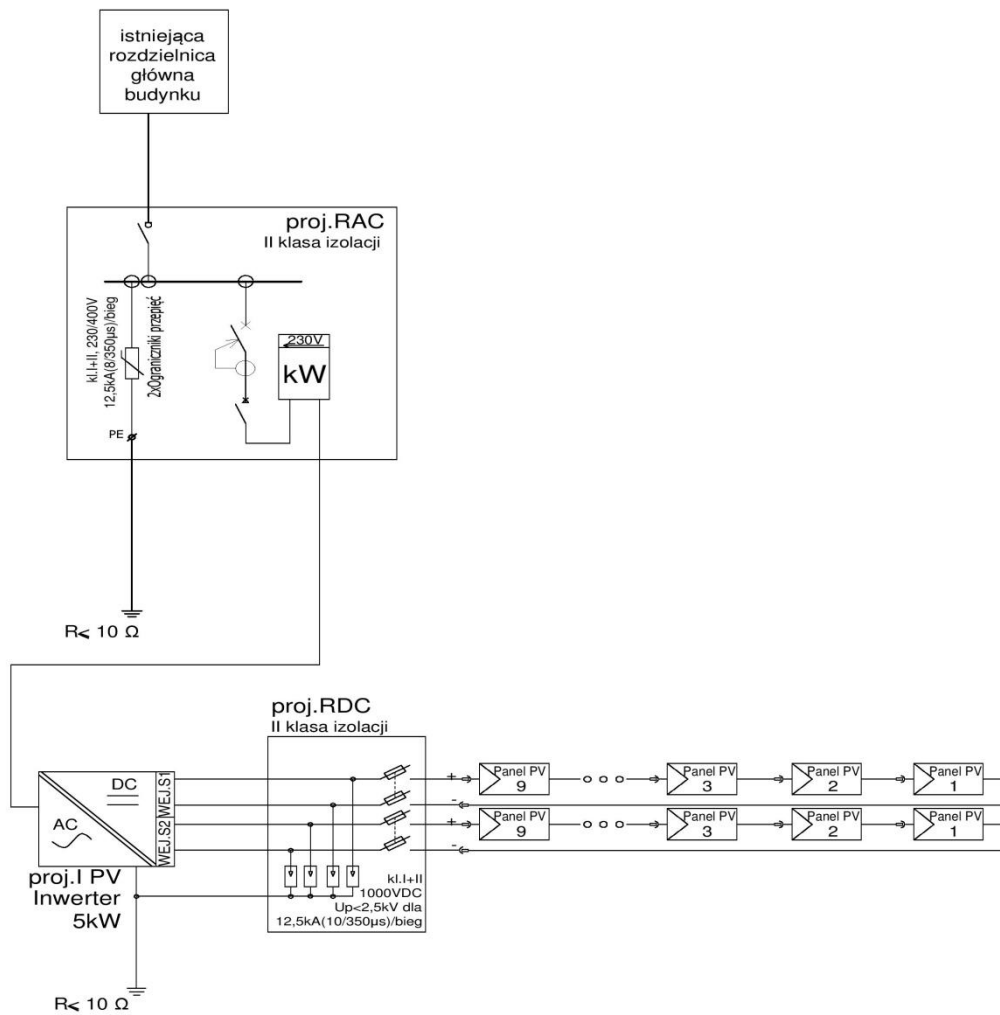 istniejąca
rozdzielnica
główna
budynku
proj.RAC
II klasa izolacji
kl.I+II, 230/400V
12,5kA(8/350µs)/bieg
2xOgraniczniki przepięć
230V
kW
PE
R⩽ 10 Ω
proj.RDC
II klasa izolacji
DC
AC
WEJ.S1
WEJ.S2
+
Panel PV
9
o o o
Panel PV
3
Panel PV
2
Panel PV
1
-
+
Panel PV
9
o o o
Panel PV
3
Panel PV
2
Panel PV
1
-
proj.I PV
Inwerter
5kW
kl.I+II
1000VDC
Up<2,5kV dla
12,5kA(10/350µs)/bieg
R⩽ 10 Ω